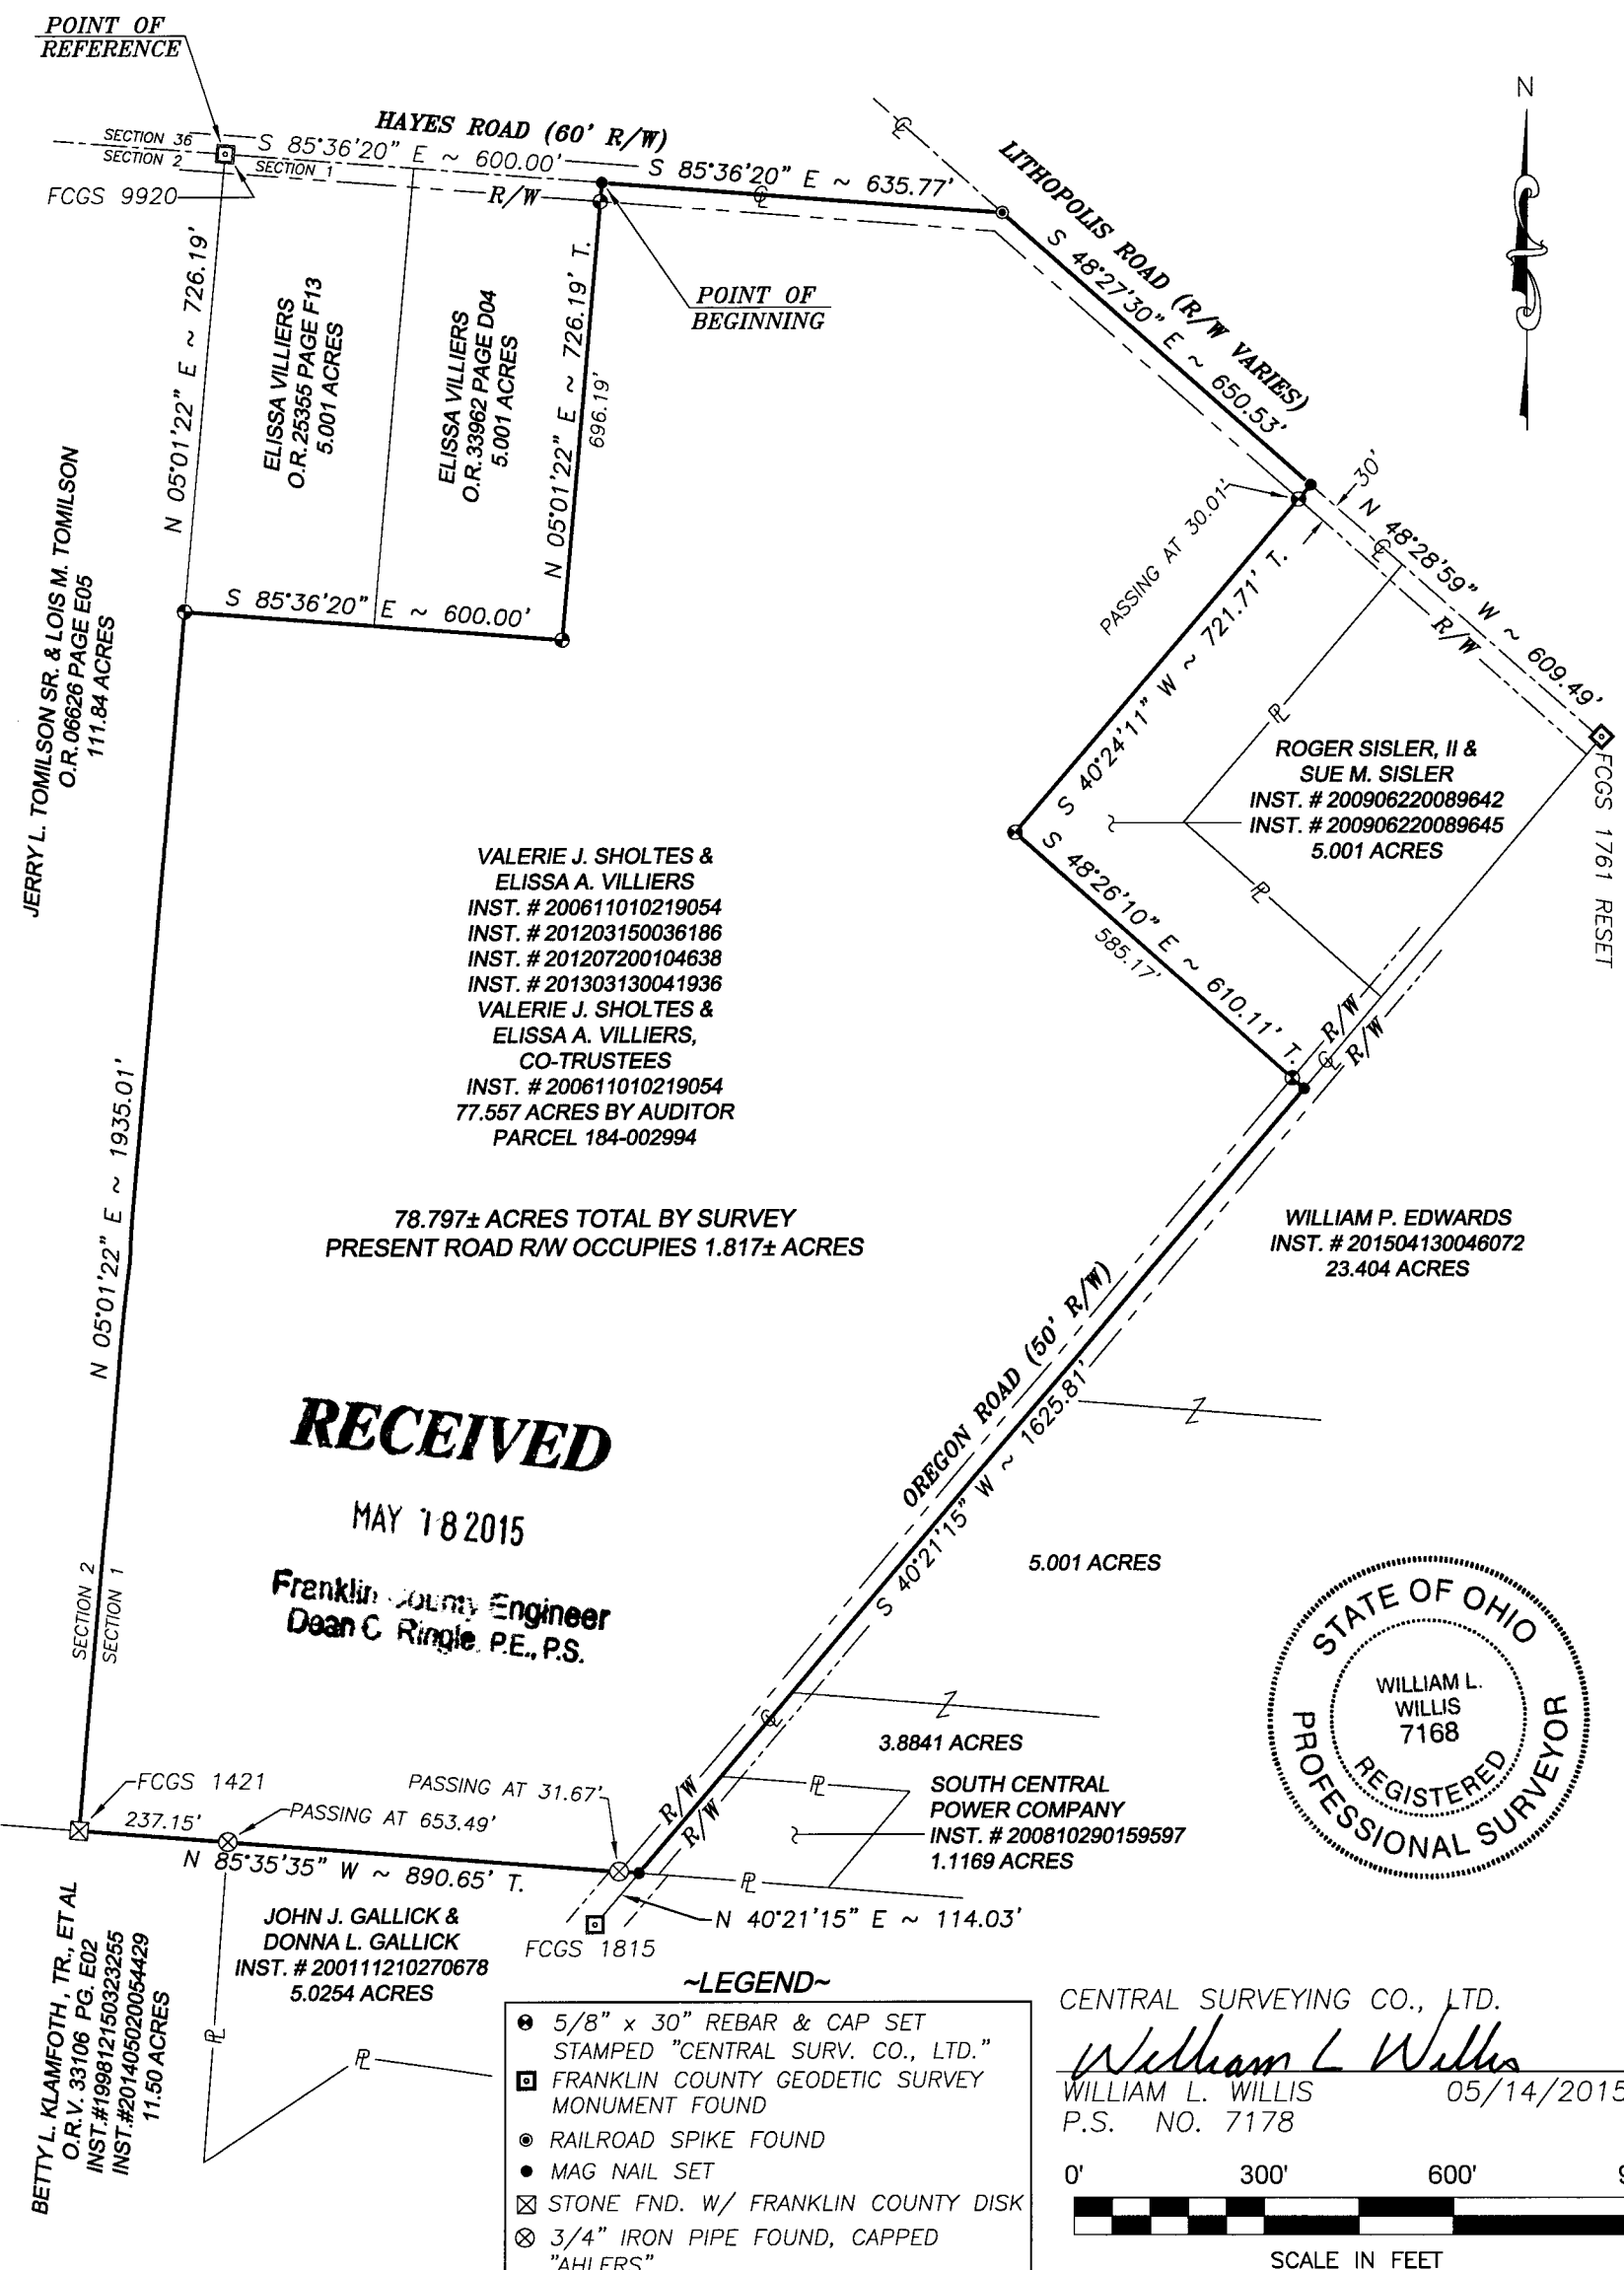 POINT OF
REFERENCE
N
HAYES ROAD (60' R/W)
SECTION 36
SECTION 2
SECTION 1
S 85°36'20" E ~ 600.00'
S 85°36'20" E ~ 635.77'
FCGS 9920
R/W
LITHOPOLIS ROAD (R/W VARIES)
S 48°27'30" E ~ 650.53'
POINT OF
BEGINNING
N 05°01'22" E ~ 726.19'
ELISSA VILLIERS
O.R.25355 PAGE F13
5.001 ACRES
ELISSA VILLIERS
O.R.33962 PAGE D04
5.001 ACRES
N 05°01'22" E ~ 726.19' T.
696.19'
30'
PASSING AT 30.01'
N 48°28'59" W ~ 609.49'
R/W
S 85°36'20" E ~ 600.00'
S 40°24'11" W ~ 721.71' T.
JERRY L. TOMILSON SR. & LOIS M. TOMILSON
O.R.06626 PAGE E05
111.84 ACRES
ROGER SISLER, II &
SUE M. SISLER
INST. # 200906220089642
INST. # 200906220089645
5.001 ACRES
FCGS 1761 RESET
VALERIE J. SHOLTES &
ELISSA A. VILLIERS
INST. # 200611010219054
INST. # 201203150036186
INST. # 201207200104638
INST. # 201303130041936
VALERIE J. SHOLTES &
ELISSA A. VILLIERS,
CO-TRUSTEES
INST. # 200611010219054
77.557 ACRES BY AUDITOR
PARCEL 184-002994
S 48°26'10" E ~ 610.11' T.
585.17'
R/W
R/W
N 05°01'22" E ~ 1935.01'
78.797± ACRES TOTAL BY SURVEY
PRESENT ROAD R/W OCCUPIES 1.817± ACRES
WILLIAM P. EDWARDS
INST. # 201504130046072
23.404 ACRES
OREGON ROAD (50' R/W)
S 40°21'15" W ~ 1625.81'
RECEIVED
MAY 18 2015
Franklin County Engineer
Dean C. Ringle, P.E., P.S.
5.001 ACRES
STATE OF OHIO
WILLIAM L.
WILLIS
7168
REGISTERED
PROFESSIONAL SURVEYOR
SECTION 2
SECTION 1
3.8841 ACRES
FCGS 1421
PASSING AT 31.67'
237.15'
PASSING AT 653.49'
R/W
R/W
SOUTH CENTRAL
POWER COMPANY
INST. # 200810290159597
1.1169 ACRES
N 85°35'35" W ~ 890.65' T.
N 40°21'15" E ~ 114.03'
FCGS 1815
JOHN J. GALLICK &
DONNA L. GALLICK
INST. # 200111210270678
5.0254 ACRES
BETTY L. KLAMFOTH, TR., ET AL
O.R.V. 33106 PG. E02
INST.#199812150323255
INST.#201405020054429
11.50 ACRES
~LEGEND~
5/8" x 30" REBAR & CAP SET
STAMPED "CENTRAL SURV. CO., LTD."
FRANKLIN COUNTY GEODETIC SURVEY
MONUMENT FOUND
RAILROAD SPIKE FOUND
MAG NAIL SET
STONE FND. W/ FRANKLIN COUNTY DISK
3/4" IRON PIPE FOUND, CAPPED
"AHLERS"
CENTRAL SURVEYING CO., LTD.
William L Willis
WILLIAM L. WILLIS 05/14/2015
P.S. NO. 7178
0' 300' 600' 9
SCALE IN FEET